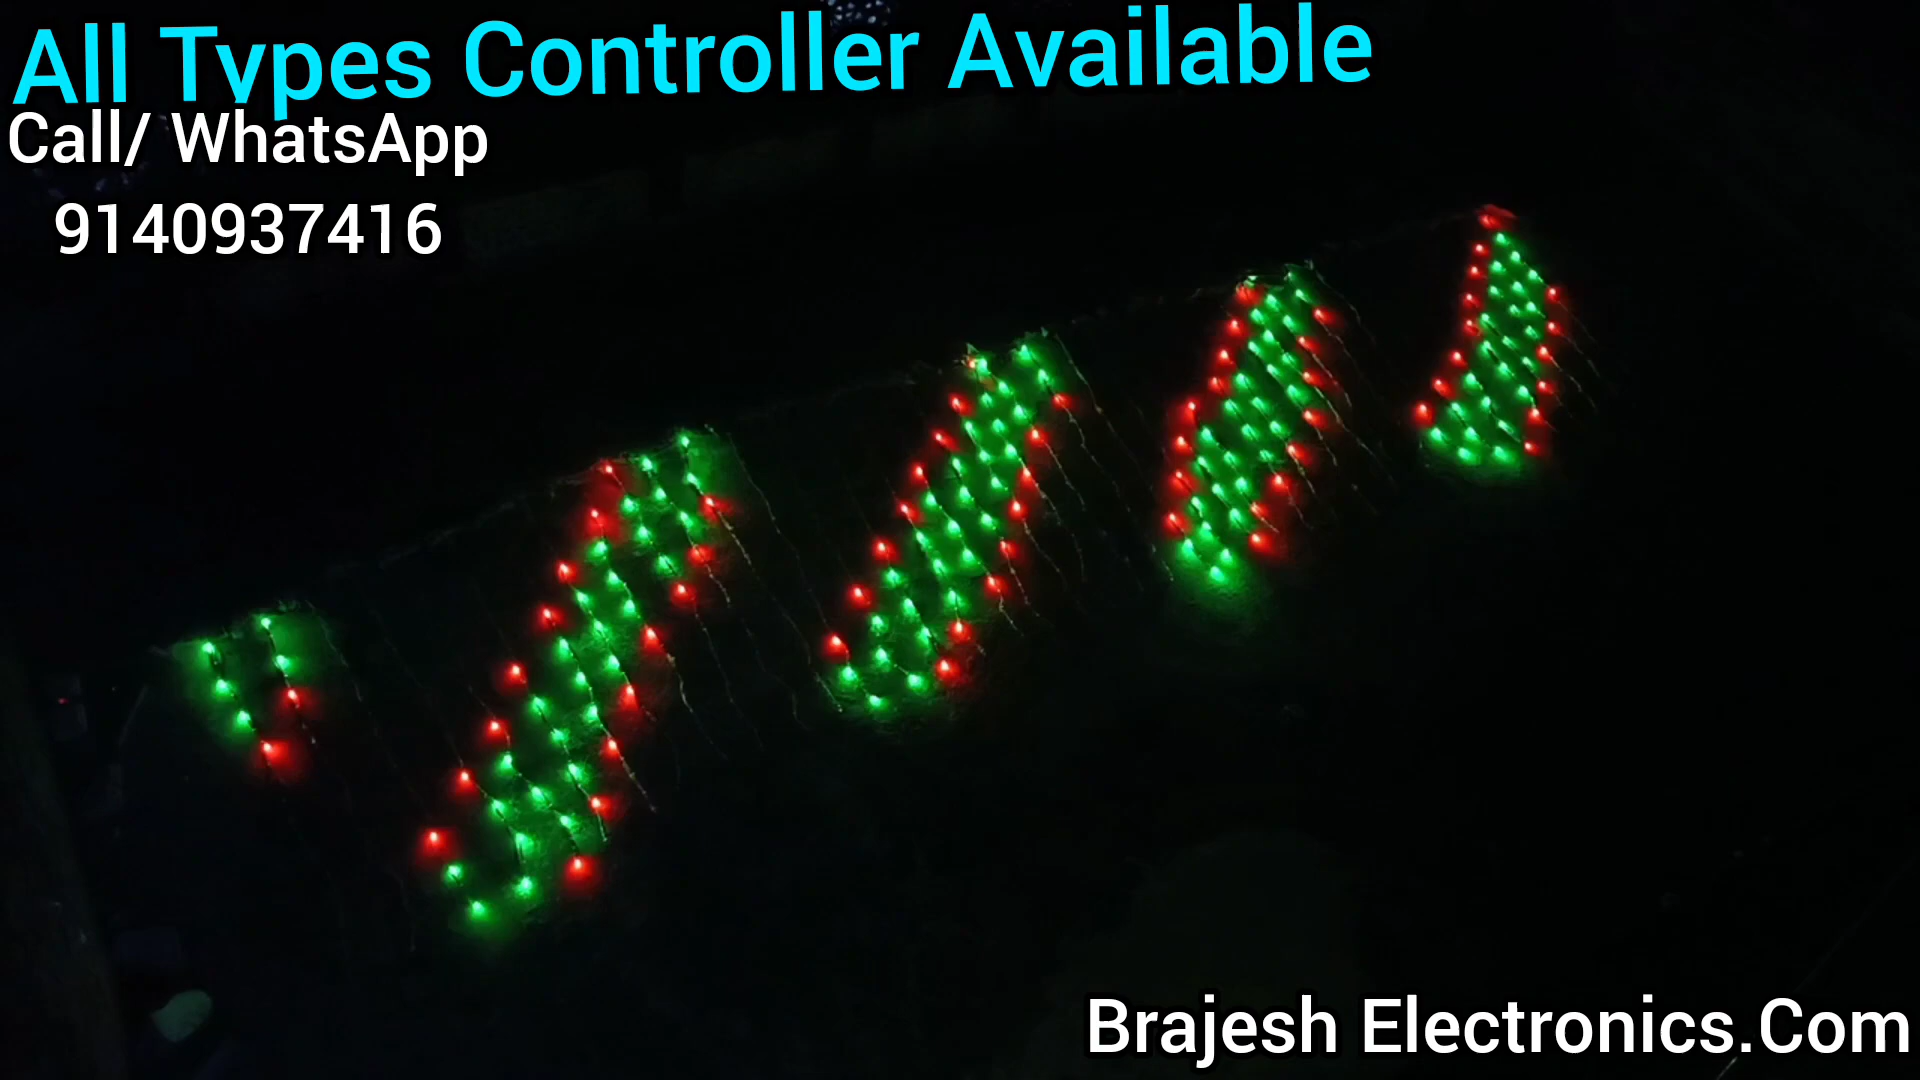 All Types Controller Available
Call/ WhatsApp
9140937416
Brajesh Electronics.Com